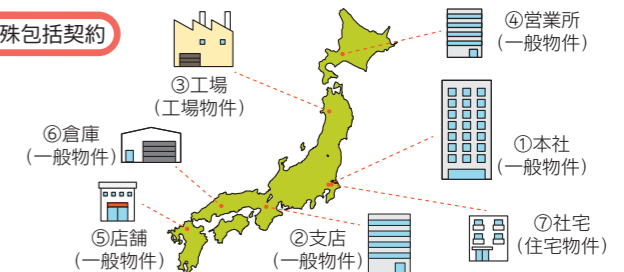 殊包括契約
④営業所
(一般物件)
③工場
(工場物件)
⑥倉庫
(一般物件)
①本社
(一般物件)
⑤店舗
(一般物件)
②支店
(一般物件)
⑦社宅
(住宅物件)